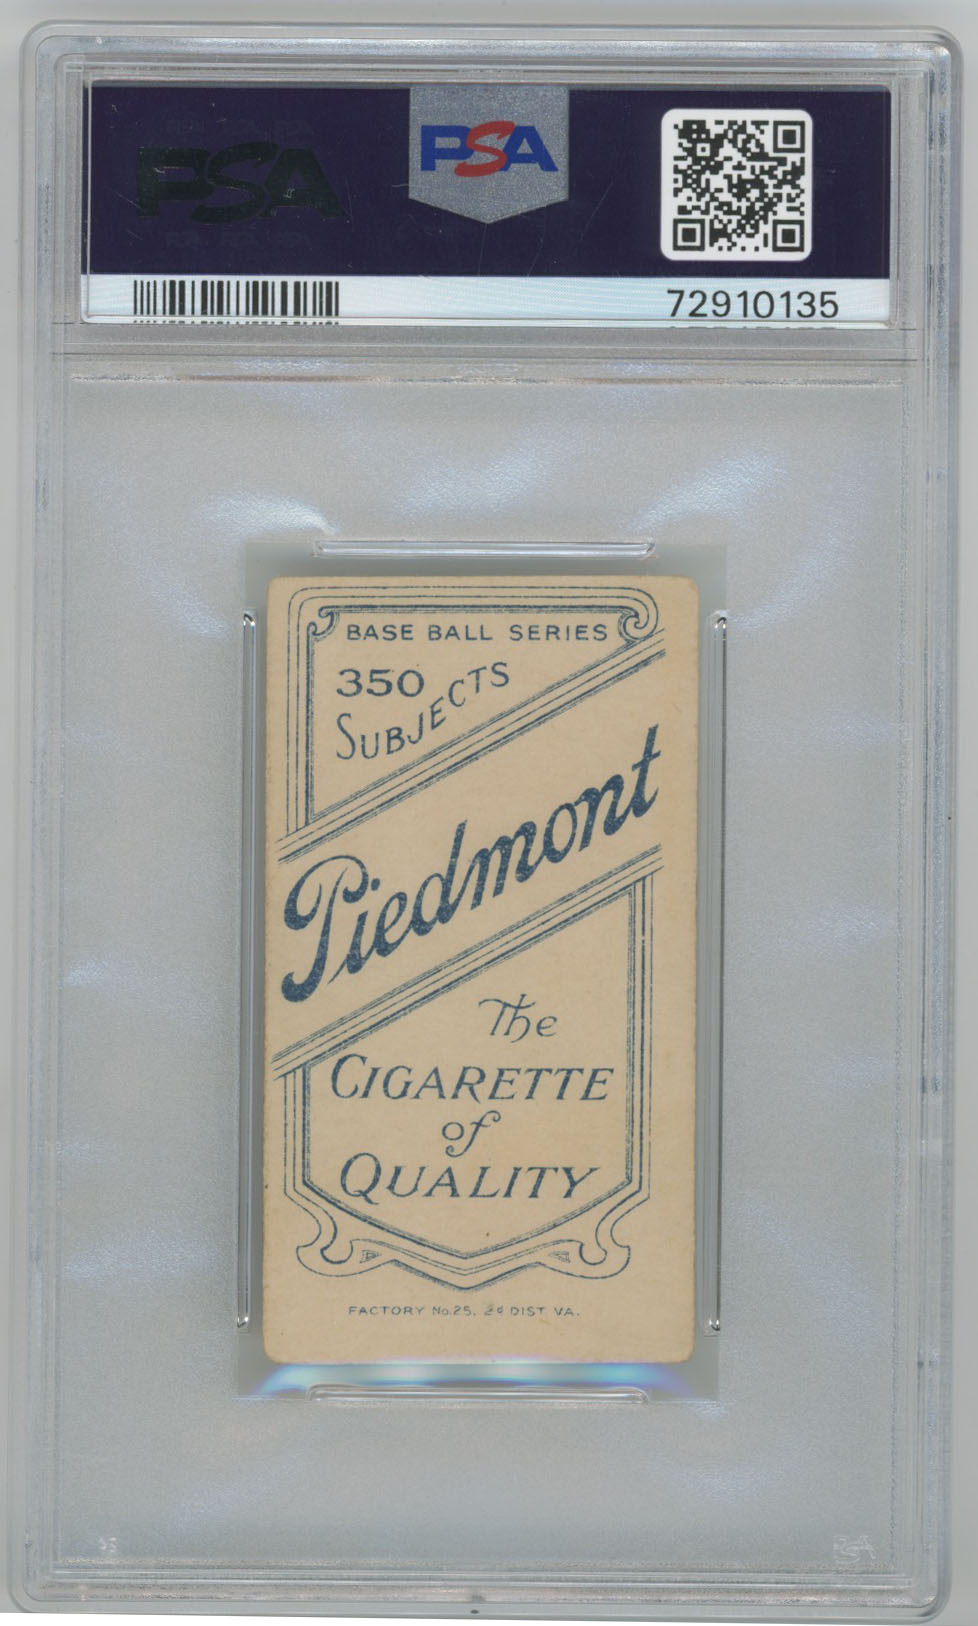 PSA
PSA
72910135
BASE BALL SERIES
350
SUBJECTS
Piedmont
The
CIGARETTE
of
QUALITY
FACTORY No. 25, 2d DIST. VA.
PSA